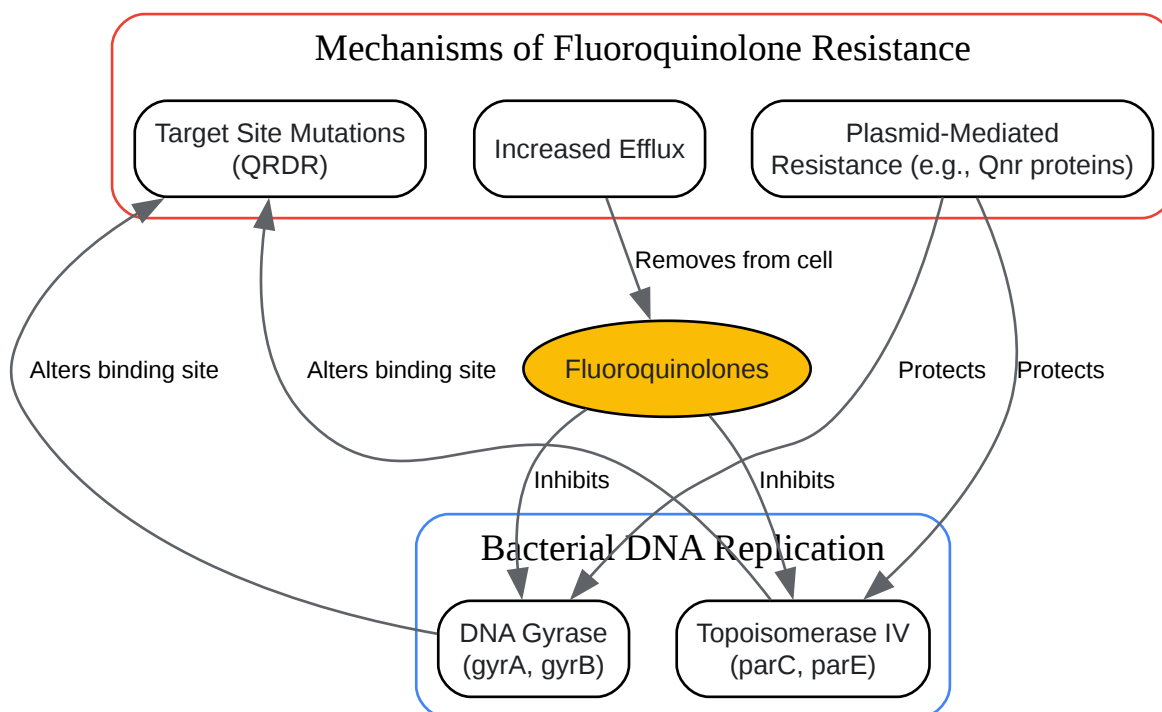 Mechanisms of Fluoroquinolone Resistance
Target Site Mutations
(QRDR)
Increased Efflux
Plasmid-Mediated
Resistance (e.g., Qnr proteins)
Removes from cell
Alters binding site
Alters binding site
Fluoroquinolones
Protects
Protects
Inhibits
Inhibits
Bacterial DNA Replication
DNA Gyrase
(gyrA, gyrB)
Topoisomerase IV
(parC, parE)